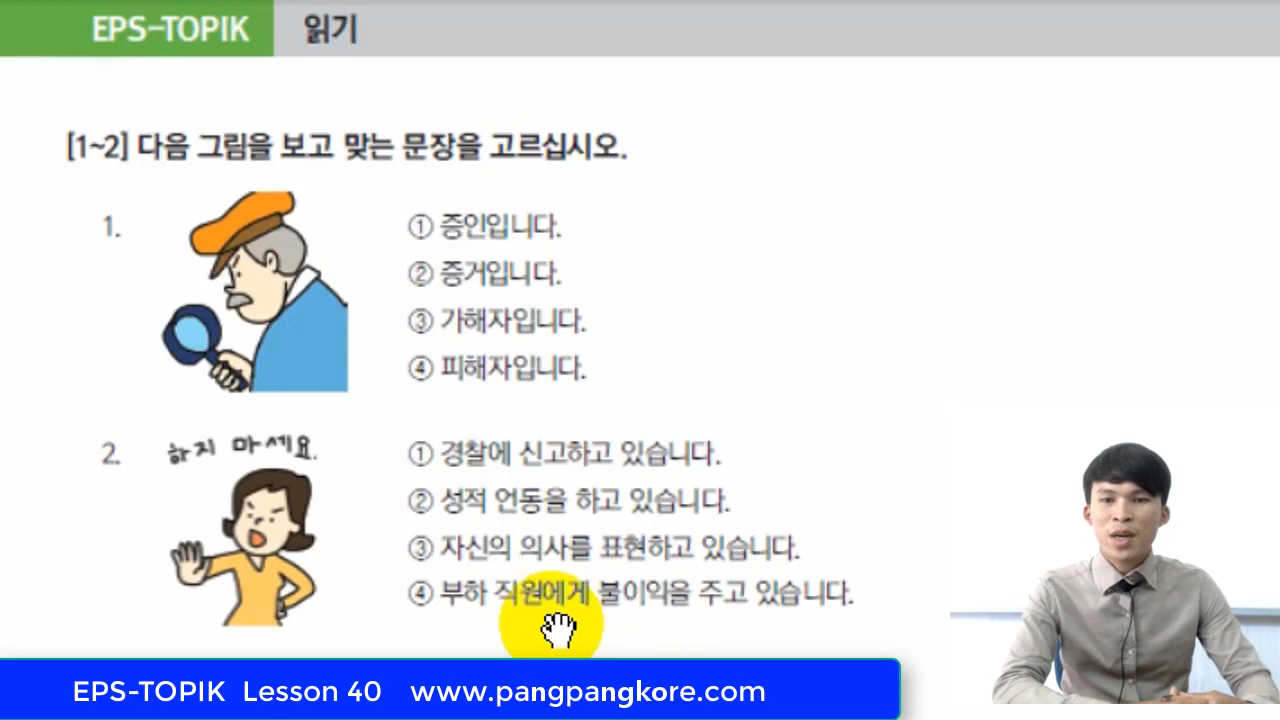 EPS-TOPIK 읽기
[1~2] 다음 그림을 보고 맞는 문장을 고르십시오.
1.
① 증인입니다.
② 증거입니다.
③ 가해자입니다.
④ 피해자입니다.
2.
하지 마세요.
① 경찰에 신고하고 있습니다.
② 성적 언동을 하고 있습니다.
③ 자신의 의사를 표현하고 있습니다.
④ 부하 직원에게 불이익을 주고 있습니다.
EPS-TOPIK Lesson 40 www.pangpangkore.com